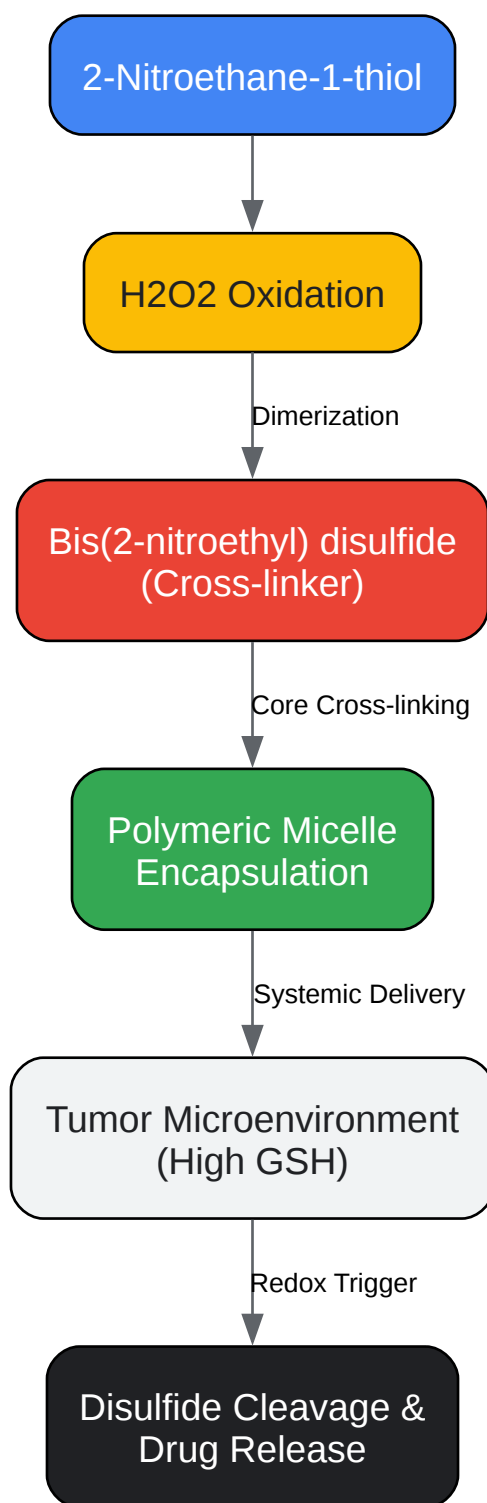 2-Nitroethane-1-thiol
H2O2 Oxidation
Dimerization
Bis(2-nitroethyl) disulfide
(Cross-linker)
Core Cross-linking
Polymeric Micelle
Encapsulation
Systemic Delivery
Tumor Microenvironment
(High GSH)
Redox Trigger
Disulfide Cleavage &
Drug Release